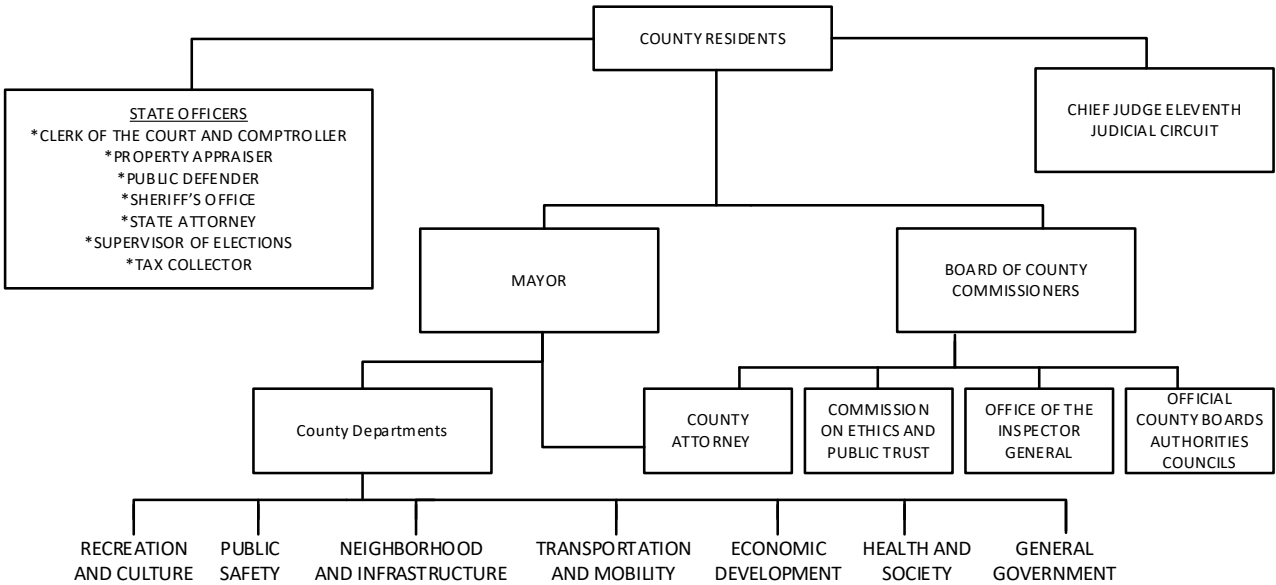 COUNTY RESIDENTS
STATE OFFICERS
*CLERK OF THE COURT AND COMPTROLLER
*PROPERTY APPRAISER
*PUBLIC DEFENDER
*SHERIFF'S OFFICE
*STATE ATTORNEY
*SUPERVISOR OF ELECTIONS
*TAX COLLECTOR
CHIEF JUDGE ELEVENTH
JUDICIAL CIRCUIT
MAYOR
BOARD OF COUNTY
COMMISSIONERS
County Departments
COUNTY
ATTORNEY
COMMISSION
ON ETHICS AND
PUBLIC TRUST
OFFICE OF THE
INSPECTOR
GENERAL
OFFICIAL
COUNTY BOARDS
AUTHORITIES
COUNCILS
RECREATION
AND CULTURE
PUBLIC
SAFETY
NEIGHBORHOOD
AND INFRASTRUCTURE
TRANSPORTATION
AND MOBILITY
ECONOMIC
DEVELOPMENT
HEALTH AND
SOCIETY
GENERAL
GOVERNMENT